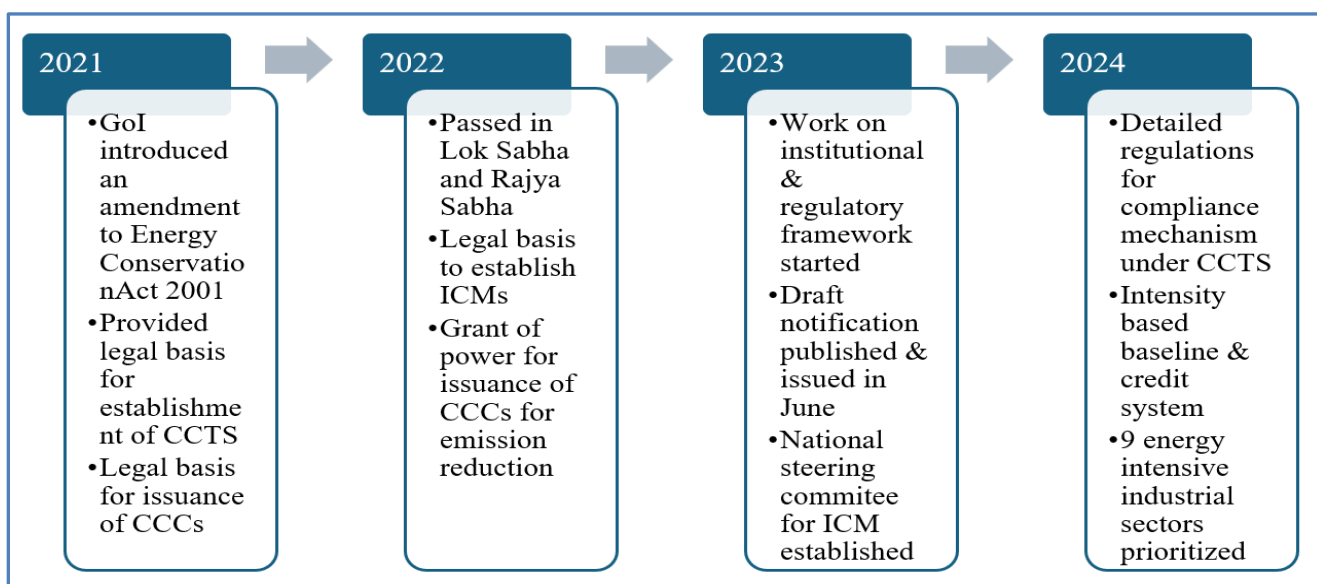 2021
•GoI
introduced
an
amendment
to Energy
Conservatio
nAct 2001
•Provided
legal basis
for
establishme
nt of CCTS
•Legal basis
for issuance
of CCCs
2022
•Passed in
Lok Sabha
and Rajya
Sabha
•Legal basis
to establish
ICMs
•Grant of
power for
issuance of
CCCs for
emission
reduction
2023
•Work on
institutional
&
regulatory
framework
started
•Draft
notification
published &
issued in
June
•National
steering
commitee
for ICM
established
2024
•Detailed
regulations
for
compliance
mechanism
under CCTS
•Intensity
based
baseline &
credit
system
•9 energy
intensive
industrial
sectors
prioritized